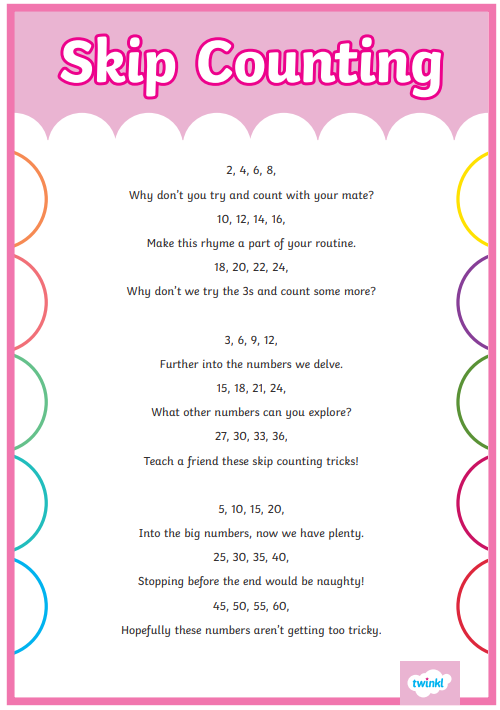 Skip Counting
2, 4, 6, 8,
Why don't you try and count with your mate?
10, 12, 14, 16,
Make this rhyme a part of your routine.
18, 20, 22, 24,
Why don't we try the 3s and count some more?
3, 6, 9, 12,
Further into the numbers we delve.
15, 18, 21, 24,
What other numbers can you explore?
27, 30, 33, 36,
Teach a friend these skip counting tricks!
5, 10, 15, 20,
Into the big numbers, now we have plenty.
25, 30, 35, 40,
Stopping before the end would be naughty!
45, 50, 55, 60,
Hopefully these numbers aren't getting too tricky.
twinkl